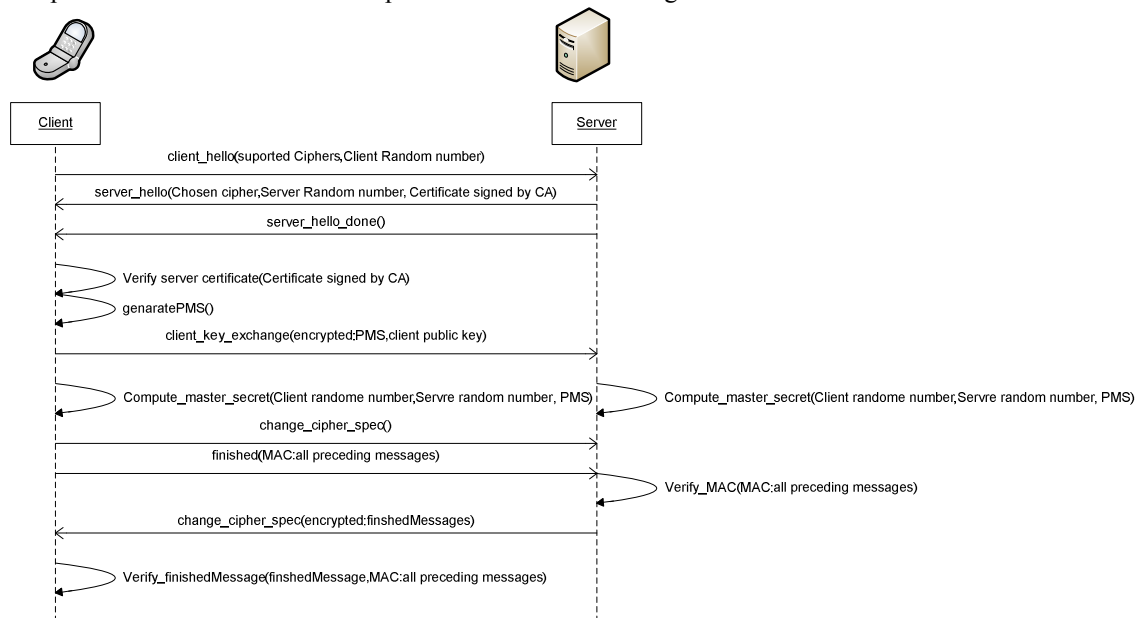 Client
Server
client_hello(suported Ciphers,Client Random number)
server_hello(Chosen cipher,Server Random number, Certificate signed by CA)
server_hello_done()
Verify server certificate(Certificate signed by CA)
genaratePMS()
client_key_exchange(encrypted:PMS,client public key)
Compute_master_secret(Client randome number,Servre random number, PMS)
Compute_master_secret(Client randome number,Servre random number, PMS)
change_cipher_spec()
finished(MAC:all preceding messages)
Verify_MAC(MAC:all preceding messages)
change_cipher_spec(encrypted:finshedMessages)
Verify_finishedMessage(finshedMessage,MAC:all preceding messages)